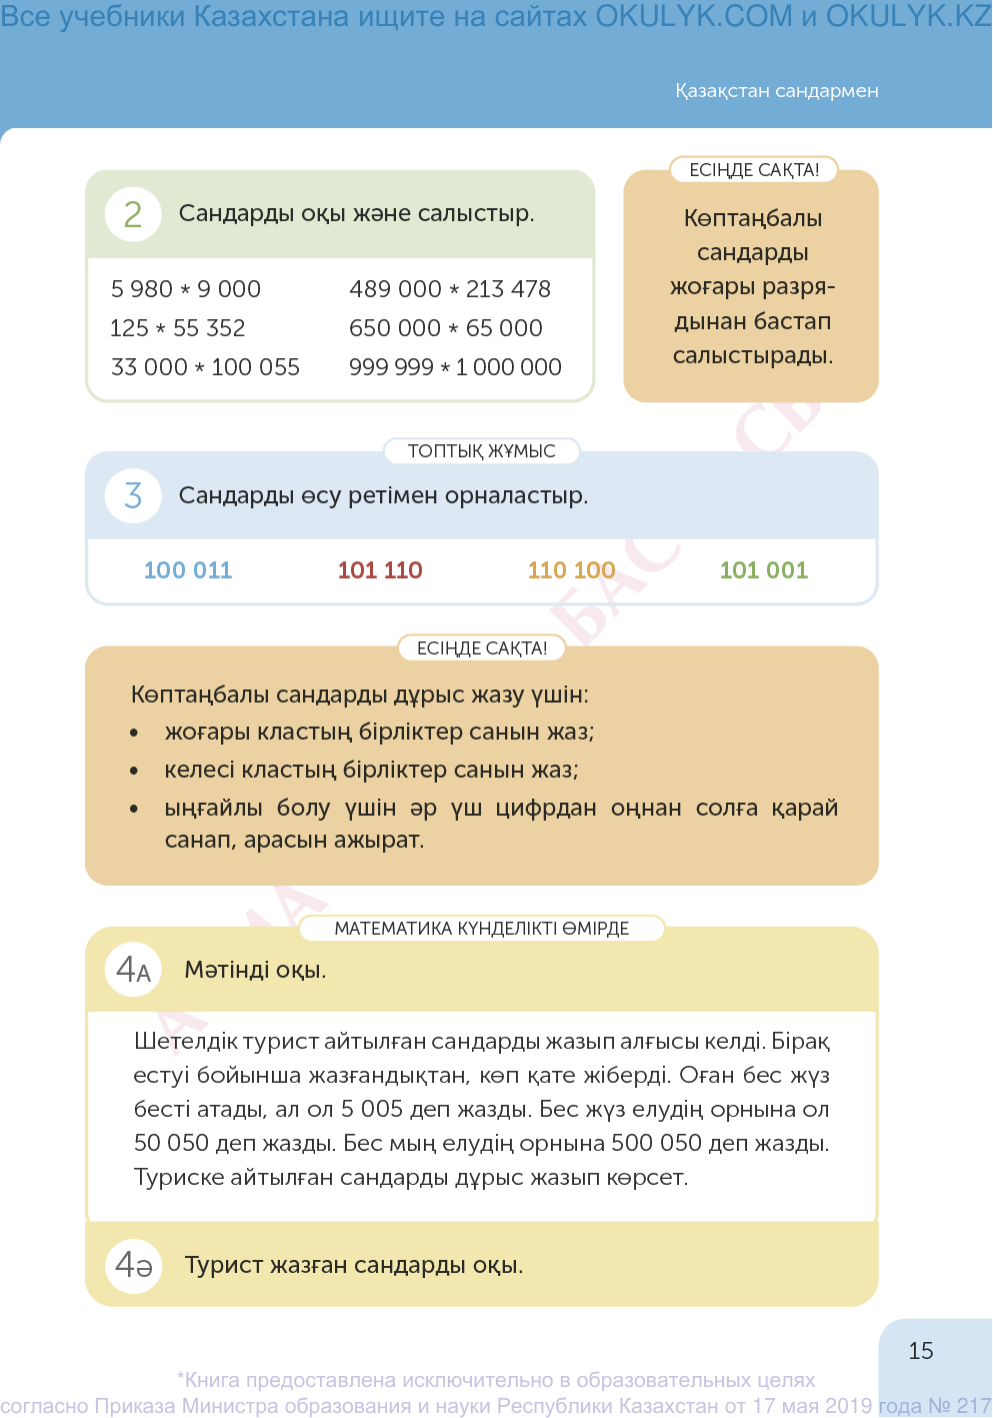 Все учебники Казахстана ищите на сайтах OKULYK.COM и OKULYK.KZ
Қазақстан сандармен
2 Сандарды оқы және салыстыр.
5 980 * 9 000 489 000 * 213 478
125 * 55 352 650 000 * 65 000
33 000 * 100 055 999 999 * 1 000 000
ЕСІҢДЕ САҚТА!
Көптаңбалы
сандарды
жоғары разря-
дынан бастап
салыстырады.
ТОПТЫҚ ЖҰМЫС
3 Сандарды өсу ретімен орналастыр.
100 011 101 110 110 100 101 001
ЕСІҢДЕ САҚТА!
Көптаңбалы сандарды дұрыс жазу үшін:
• жоғары кластың бірліктер санын жаз;
• келесі кластың бірліктер санын жаз;
• ыңғайлы болу үшін әр үш цифрдан оңнан солға қарай
санап, арасын ажырат.
МАТЕМАТИКА КҮНДЕЛІКТІ ӨМІРДЕ
4А Мәтінді оқы.
Шетелдік турист айтылған сандарды жазып алғысы келді. Бірақ
естуі бойынша жазғандықтан, көп қате жіберді. Оған бес жүз
бесті атады, ал ол 5 005 деп жазды. Бес жүз елудің орнына ол
50 050 деп жазды. Бес мың елудің орнына 500 050 деп жазды.
Туриске айтылған сандарды дұрыс жазып көрсет.
4ә Турист жазған сандарды оқы.
15
*Книга предоставлена исключительно в образовательных целях
согласно Приказа Министра образования и науки Республики Казахстан от 17 мая 2019 года № 217